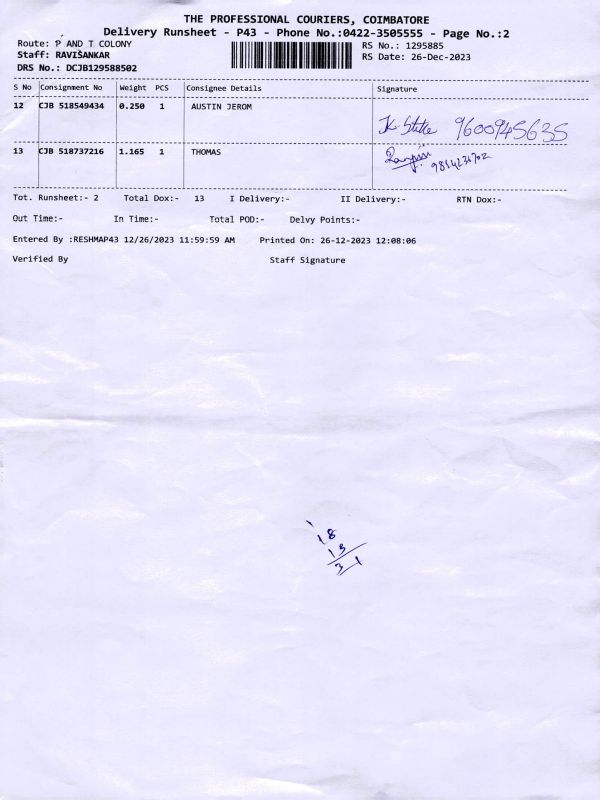 THE PROFESSIONAL COURIERS, COIMBATORE
Delivery Runsheet - P43 - Phone No.:0422-3505555 - Page No.:2
Route: P AND T COLONY
RS No.: 1295885
Staff: RAVISANKAR
RS Date: 26-Dec-2023
DRS No.: DCJB129588502
S No Consignment No Weight PCS Consignee Details Signature
12 CJB 518549434 0.250 1 AUSTIN JEROM
9600945635
13 CJB 518737216 1.165 1 THOMAS
Tot. Runsheet:- 2 Total Dox:- 13 I Delivery:- II Delivery:- RTN Dox:-
Out Time:- In Time:- Total POD:- Delvy Points:-
Entered By :RESHMAP43 12/26/2023 11:59:59 AM Printed On: 26-12-2023 12:08:06
Verified By Staff Signature
18
13
31